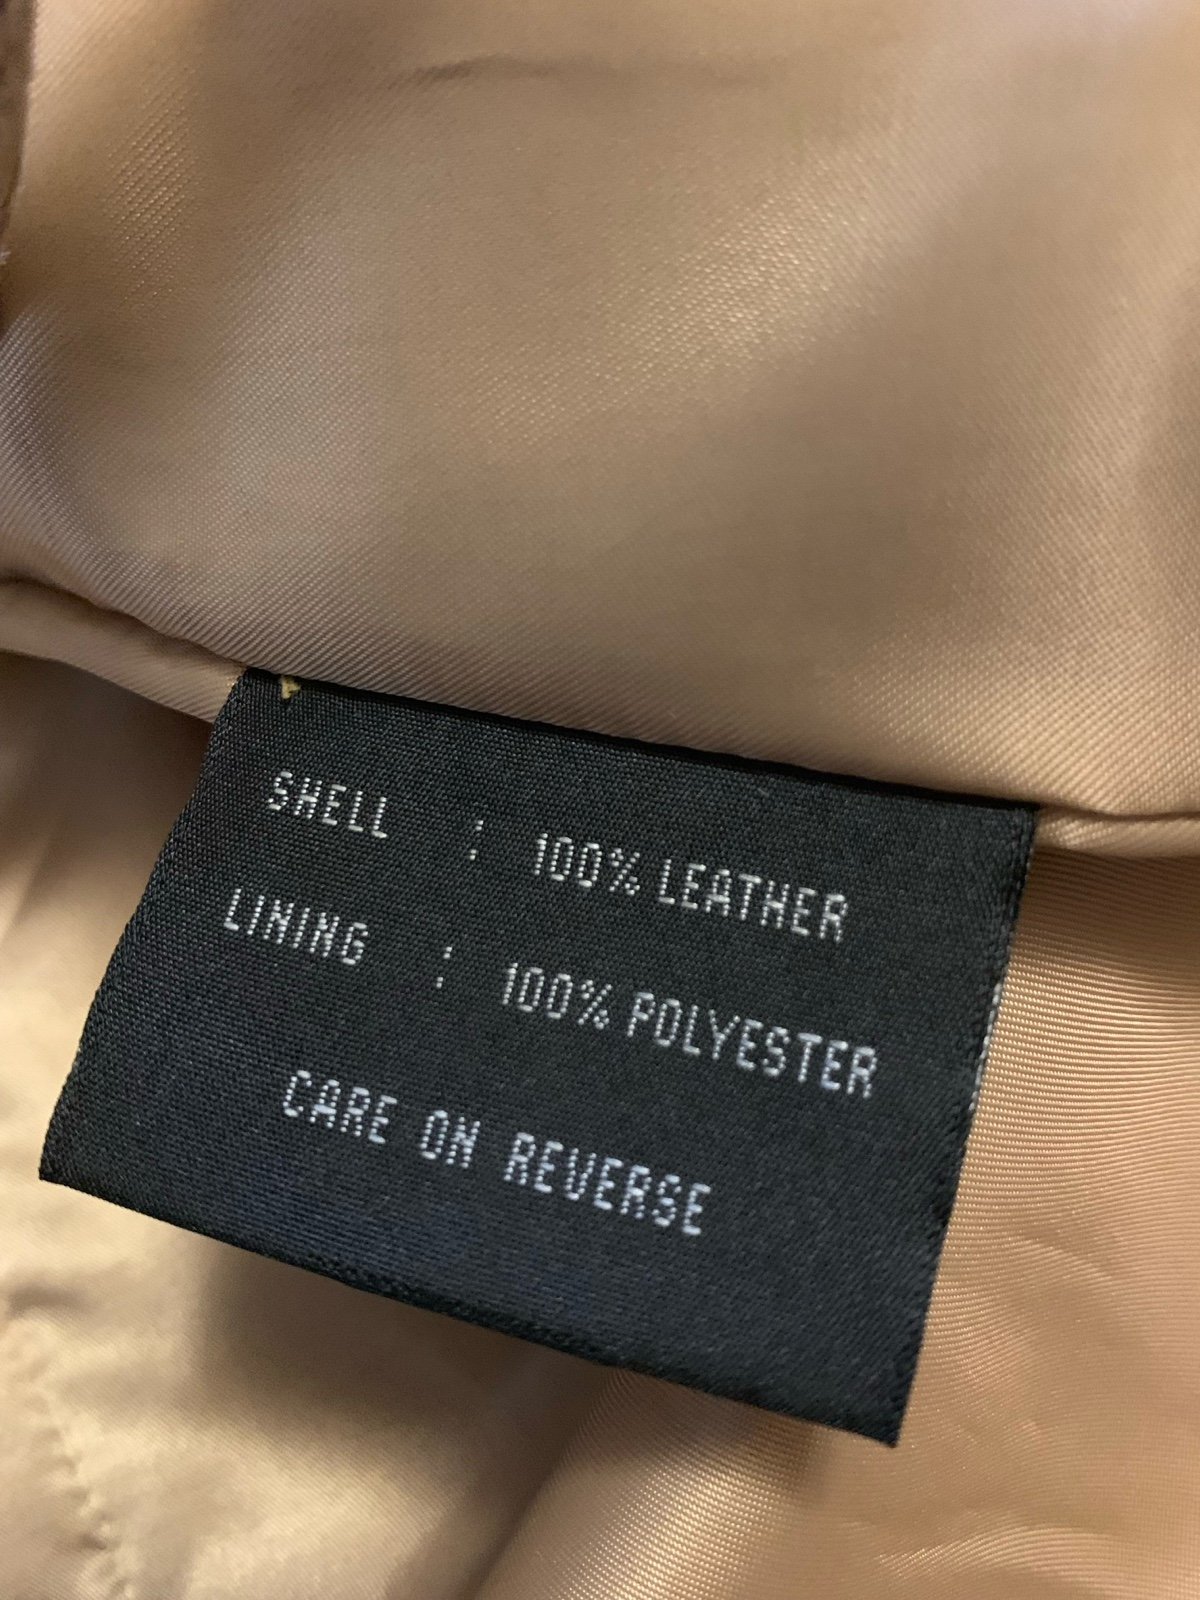 SHELL : 100% LEATHER
LINING : 100% POLYESTER
CARE ON REVERSE